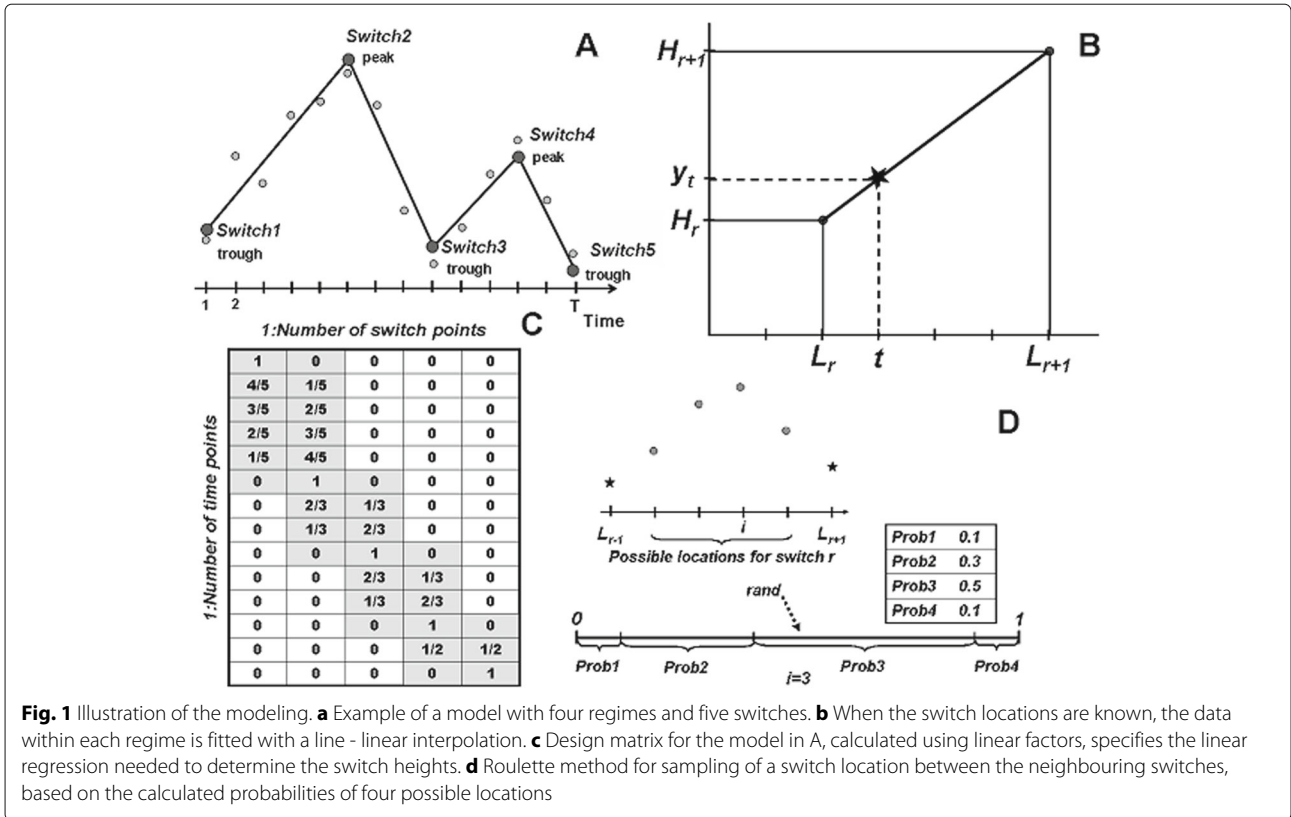 A
Switch2
peak
Switch4
peak
Switch1
trough
Switch3
trough
Switch5
trough
1 2 T
Time
B
H_{r+1}
y_t
H_r
L_r t L_{r+1}
C
1:Number of switch points
1:Number of time points
1 0 0 0 0
4/5 1/5 0 0 0
3/5 2/5 0 0 0
2/5 3/5 0 0 0
1/5 4/5 0 0 0
0 1 0 0 0
0 2/3 1/3 0 0
0 1/3 2/3 0 0
0 0 1 0 0
0 0 2/3 1/3 0
0 0 1/3 2/3 0
0 0 0 1 0
0 0 0 1/2 1/2
0 0 0 0 1
D
L_{r-1} i L_{r+1}
Possible locations for switch r
Prob1 0.1
Prob2 0.3
Prob3 0.5
Prob4 0.1
rand
0 1
Prob1 Prob2 Prob3 Prob4
i=3
Fig. 1 Illustration of the modeling. a Example of a model with four regimes and five switches. b When the switch locations are known, the data
within each regime is fitted with a line - linear interpolation. c Design matrix for the model in A, calculated using linear factors, specifies the linear
regression needed to determine the switch heights. d Roulette method for sampling of a switch location between the neighbouring switches,
based on the calculated probabilities of four possible locations